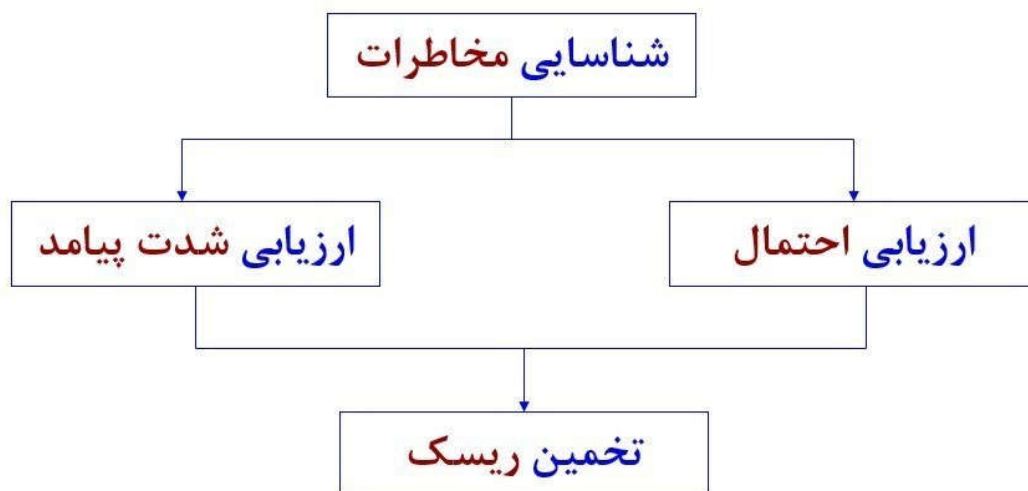 شناسایی مخاطرات
ارزیابی احتمال
ارزیابی شدت پیامد
تخمین ریسک